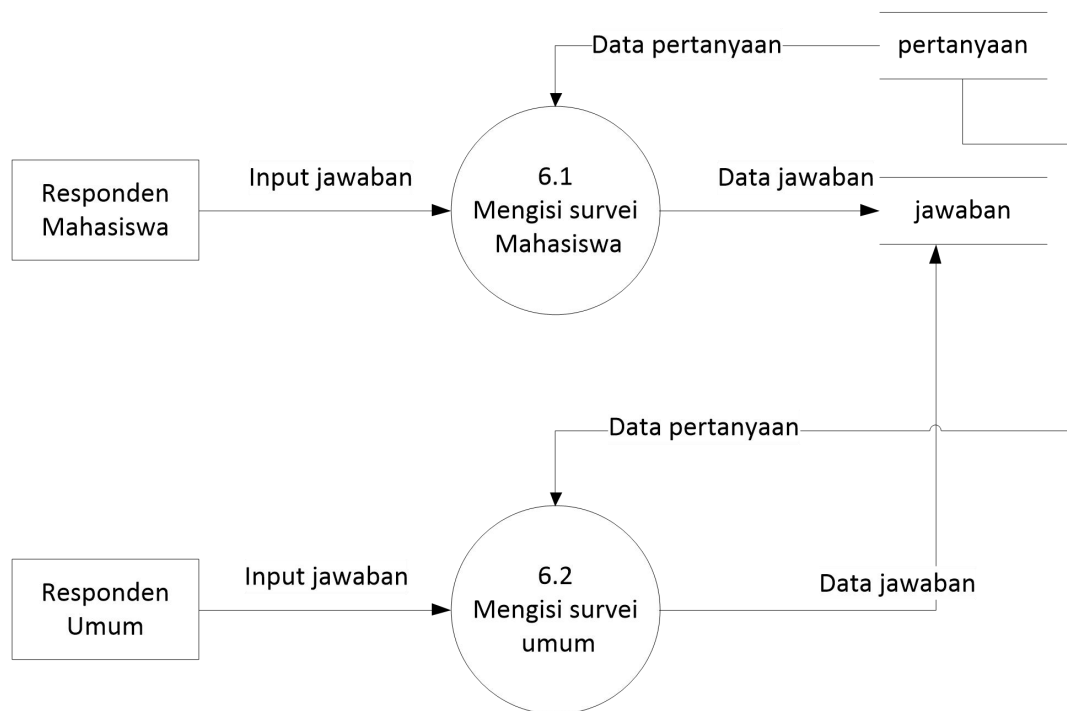 Data pertanyaan
pertanyaan
Responden
Mahasiswa
Input jawaban
6.1
Mengisi survei
Mahasiswa
Data jawaban
jawaban
Data pertanyaan
Responden
Umum
Input jawaban
6.2
Mengisi survei
umum
Data jawaban